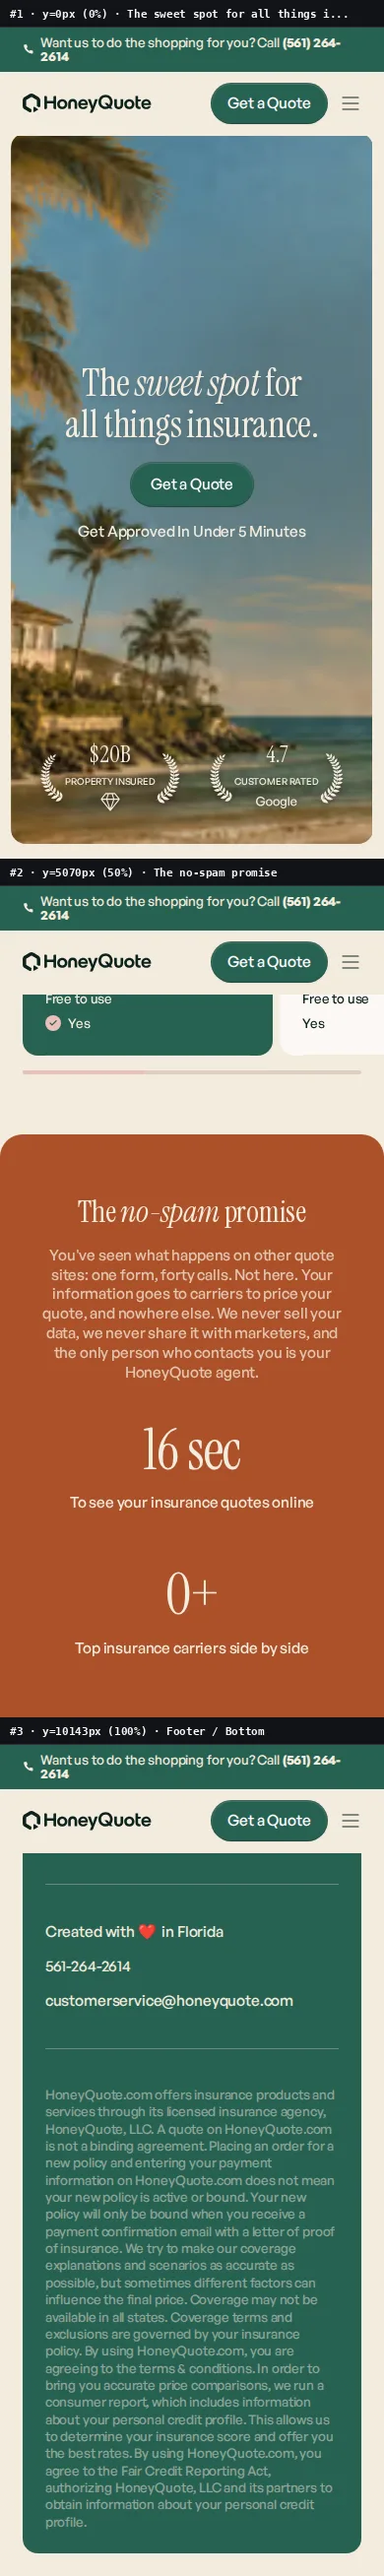 #1 · y=0px (0%) · The sweet spot for all things i...
Want us to do the shopping for you? Call (561) 264-
2614
HoneyQuote
Get a Quote
The sweet spot for
all things insurance.
Get a Quote
Get Approved In Under 5 Minutes
$20B
PROPERTY INSURED
4.7
CUSTOMER RATED
Google
#2 · y=5070px (50%) · The no-spam promise
Want us to do the shopping for you? Call (561) 264-
2614
HoneyQuote
Get a Quote
Free to use
Yes
Free to use
Yes
The no-spam promise
You've seen what happens on other quote
sites: one form, forty calls. Not here. Your
information goes to carriers to price your
quote, and nowhere else. We never sell your
data, we never share it with marketers, and
the only person who contacts you is your
HoneyQuote agent.
16 sec
To see your insurance quotes online
0+
Top insurance carriers side by side
#3 · y=10143px (100%) · Footer / Bottom
Want us to do the shopping for you? Call (561) 264-
2614
HoneyQuote
Get a Quote
Created with ❤️ in Florida
561-264-2614
customerservice@honeyquote.com
HoneyQuote.com offers insurance products and
services through its licensed insurance agency,
HoneyQuote, LLC. A quote on HoneyQuote.com
is not a binding agreement. Placing an order for a
new policy and entering your payment
information on HoneyQuote.com does not mean
your new policy is active or bound. Your new
policy will only be bound when you receive a
payment confirmation email with a letter of proof
of insurance. We try to make our coverage
explanations and scenarios as accurate as
possible, but sometimes different factors can
influence the final price. Coverage may not be
available in all states. Coverage terms and
exclusions are governed by your insurance
policy. By using HoneyQuote.com, you are
agreeing to the terms & conditions. In order to
bring you accurate price comparisons, we run a
consumer report, which includes information
about your personal credit profile. This allows us
to determine your insurance score and offer you
the best rates. By using HoneyQuote.com, you
agree to the Fair Credit Reporting Act,
authorizing HoneyQuote, LLC and its partners to
obtain information about your personal credit
profile.